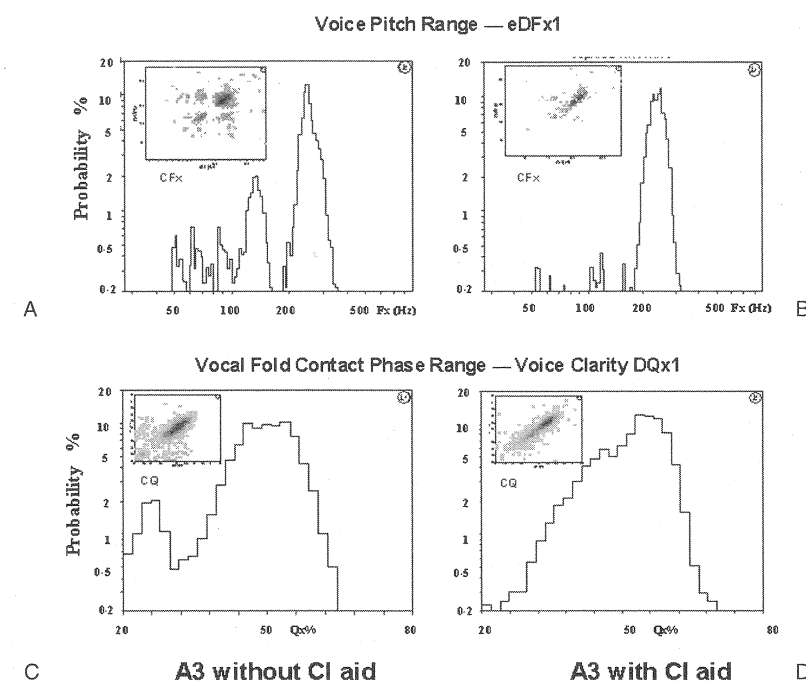 Voice Pitch Range — eDFx1
Probability %
20
10
5
2
1
0·5
0·2
CFx
50 100 200 500 Fx (Hz)
A
20
10
5
2
1
0·5
0·2
CFx
50 100 200 500 Fx (Hz)
B
Vocal Fold Contact Phase Range — Voice Clarity DQx1
Probability %
20
10
5
2
1
0·5
0·2
CQ
20 50 Qx% 80
C
A3 without CI aid
20
10
5
2
1
0·5
0·2
CQ
20 50 Qx% 80
D
A3 with CI aid